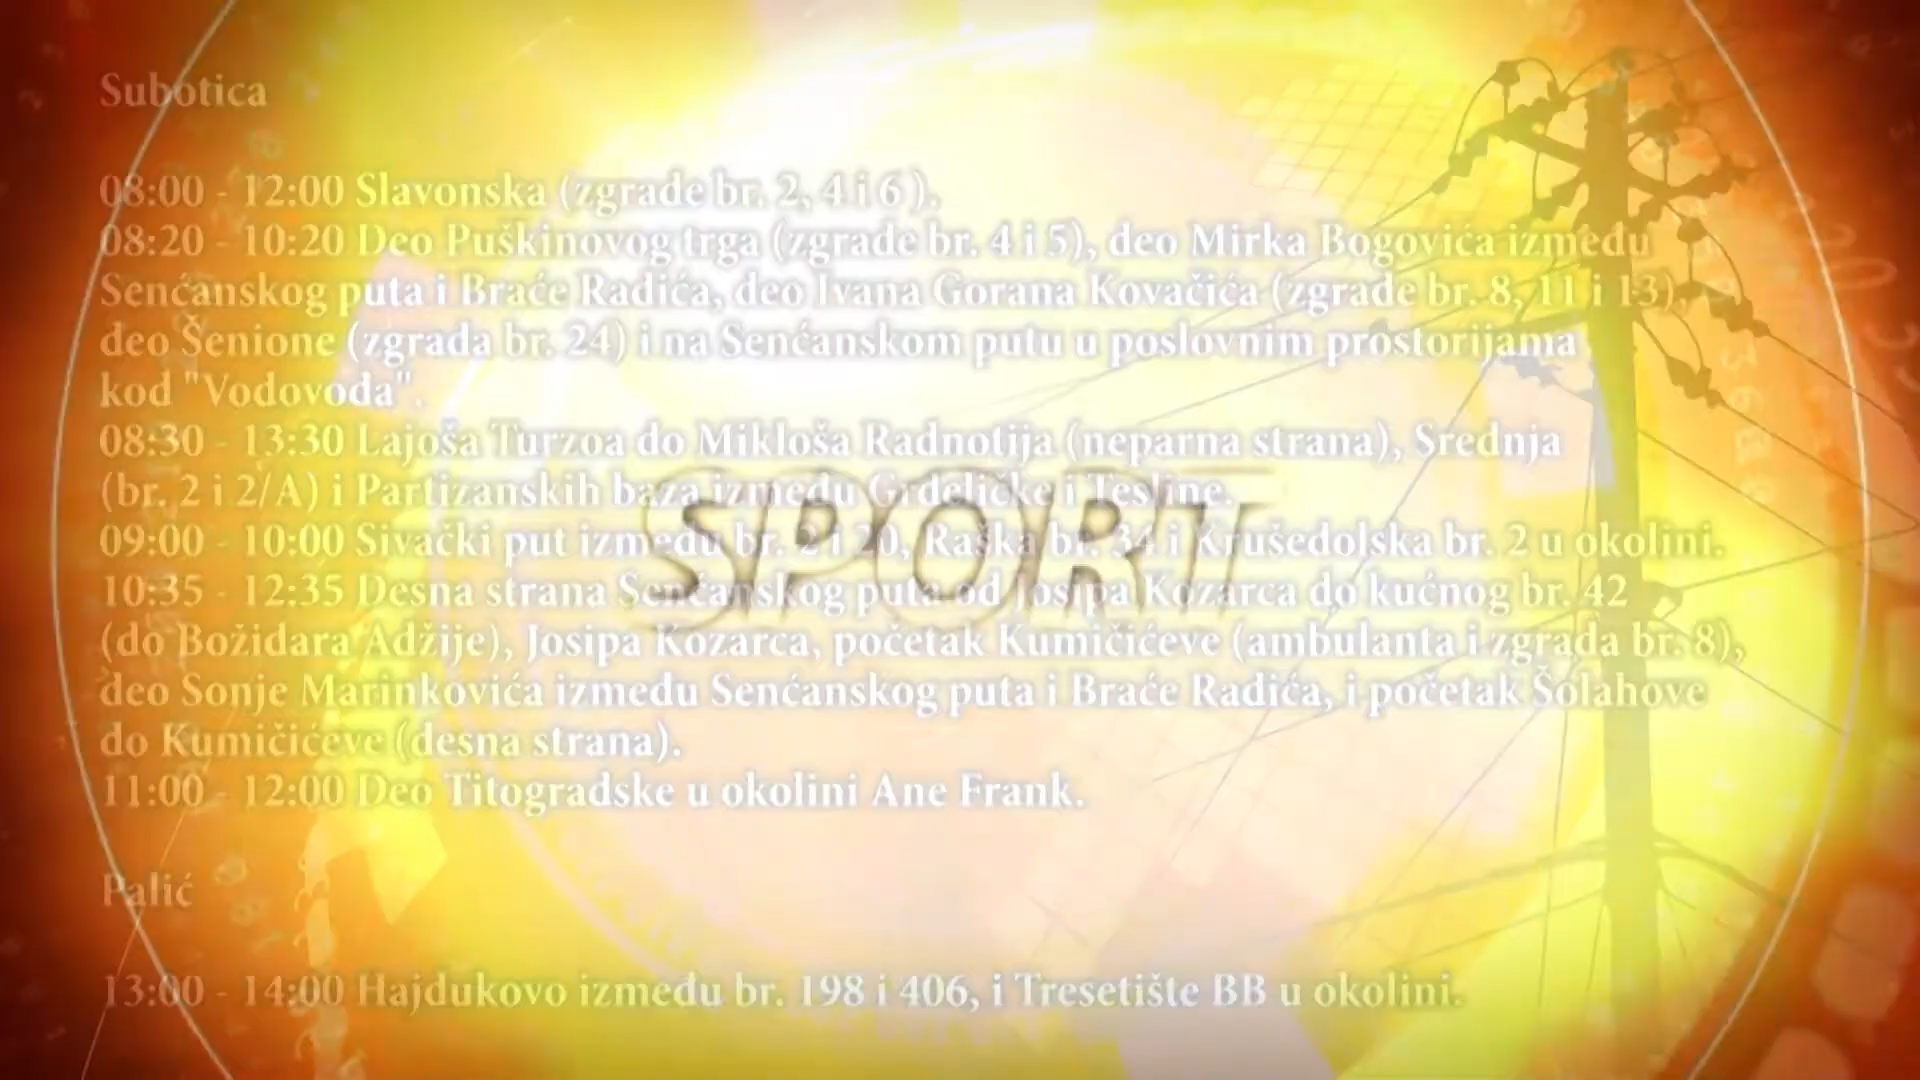 Subotica
08:00 - 12:00 Slavonska (zgrade br. 2, 4 i 6 ).
08:20 - 10:20 Deo Puškinovog trga (zgrade br. 4 i 5), deo Mirka Bogovića između
Senćanskog puta i Braće Radića, deo Ivana Gorana Kovačića (zgrade br. 8, 11 i 13),
deo Šenione (zgrada br. 24) i na Senćanskom putu u poslovnim prostorijama
kod "Vodovoda".
08:30 - 13:30 Lajoša Turzoa do Mikloša Radnotija (neparna strana), Srednja
(br. 2 i 2/A) i Partizanskih baza između Grdeličke i Tesline.
09:00 - 10:00 Sivački put između br. 2 i 20, Raška br. 34 i Krušedolska br. 2 u okolini.
SPORT
10:35 - 12:35 Desna strana Senćanskog puta od Josipa Kozarca do kućnog br. 42
(do Božidara Adžije), Josipa Kozarca, početak Kumičićeve (ambulanta i zgrada br. 8),
deo Sonje Marinkovića između Senćanskog puta i Braće Radića, i početak Šolahove
do Kumičićeve (desna strana).
11:00 - 12:00 Deo Titogradske u okolini Ane Frank.
Palić
13:00 - 14:00 Hajdukovo između br. 198 i 406, i Tresetište BB u okolini.